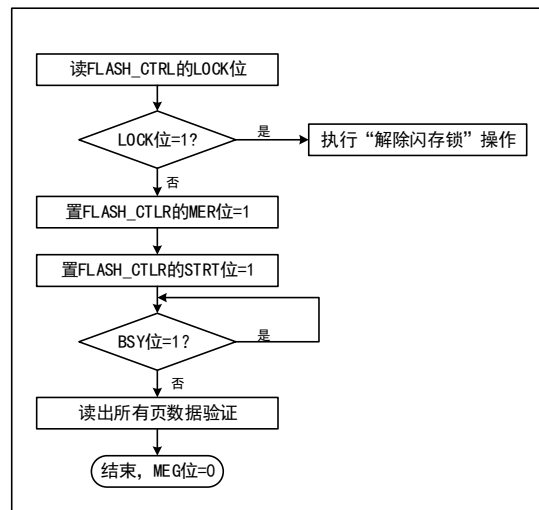 读FLASH_CTRL的LOCK位
LOCK位=1?
是
执行“解除闪存锁”操作
否
置FLASH_CTLR的MER位=1
置FLASH_CTLR的STRT位=1
BSY位=1?
是
否
读出所有页数据验证
结束, MEG位=0